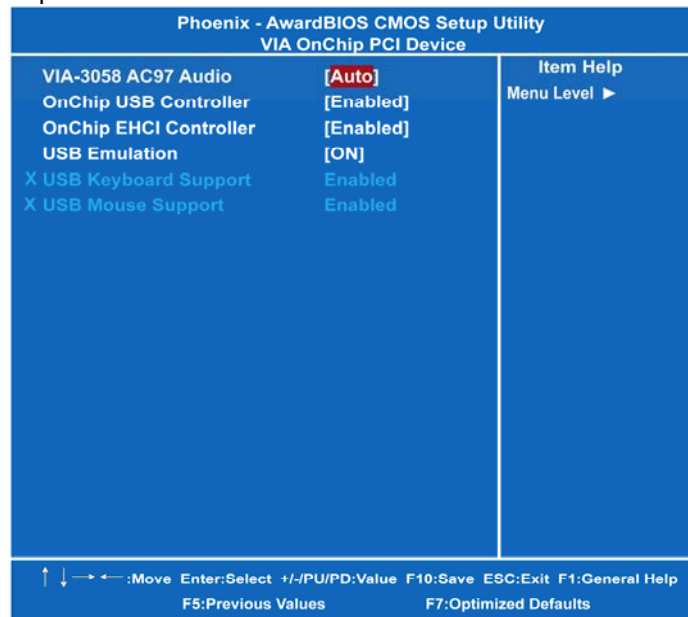 Phoenix - AwardBIOS CMOS Setup Utility
VIA OnChip PCI Device
VIA-3058 AC97 Audio [Auto]
OnChip USB Controller [Enabled]
OnChip EHCI Controller [Enabled]
USB Emulation [ON]
X USB Keyboard Support Enabled
X USB Mouse Support Enabled
Item Help
Menu Level ►
↑ ↓ → ← :Move Enter:Select +/-/PU/PD:Value F10:Save ESC:Exit F1:General Help
F5:Previous Values F7:Optimized Defaults